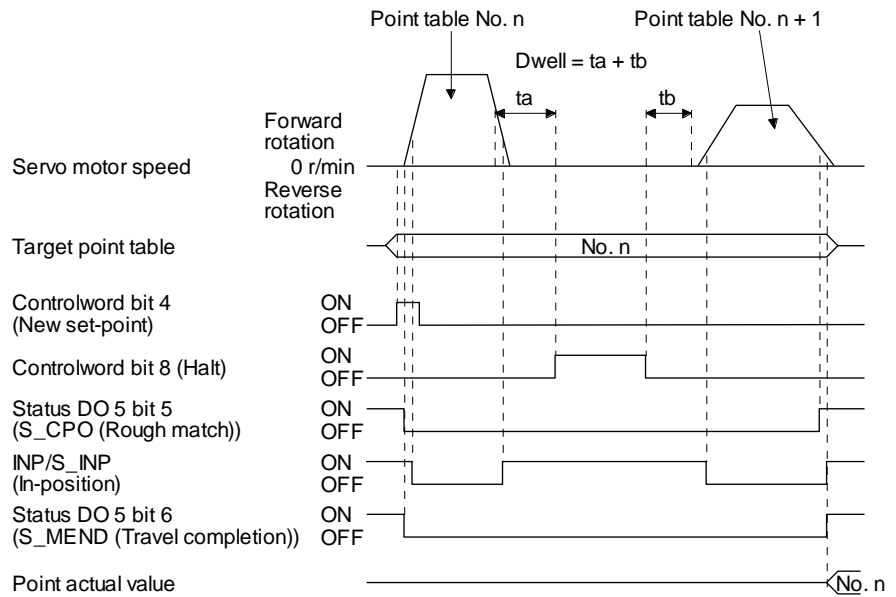 Point table No. n
Point table No. n + 1
Dwell = ta + tb
ta
tb
Forward
rotation
Servo motor speed
0 r/min
Reverse
rotation
Target point table
No. n
Controlword bit 4
(New set-point)
ON
OFF
Controlword bit 8 (Halt)
ON
OFF
Status DO 5 bit 5
(S_CPO (Rough match))
ON
OFF
INP/S_INP
(In-position)
ON
OFF
Status DO 5 bit 6
(S_MEND (Travel completion))
ON
OFF
Point actual value
No. n